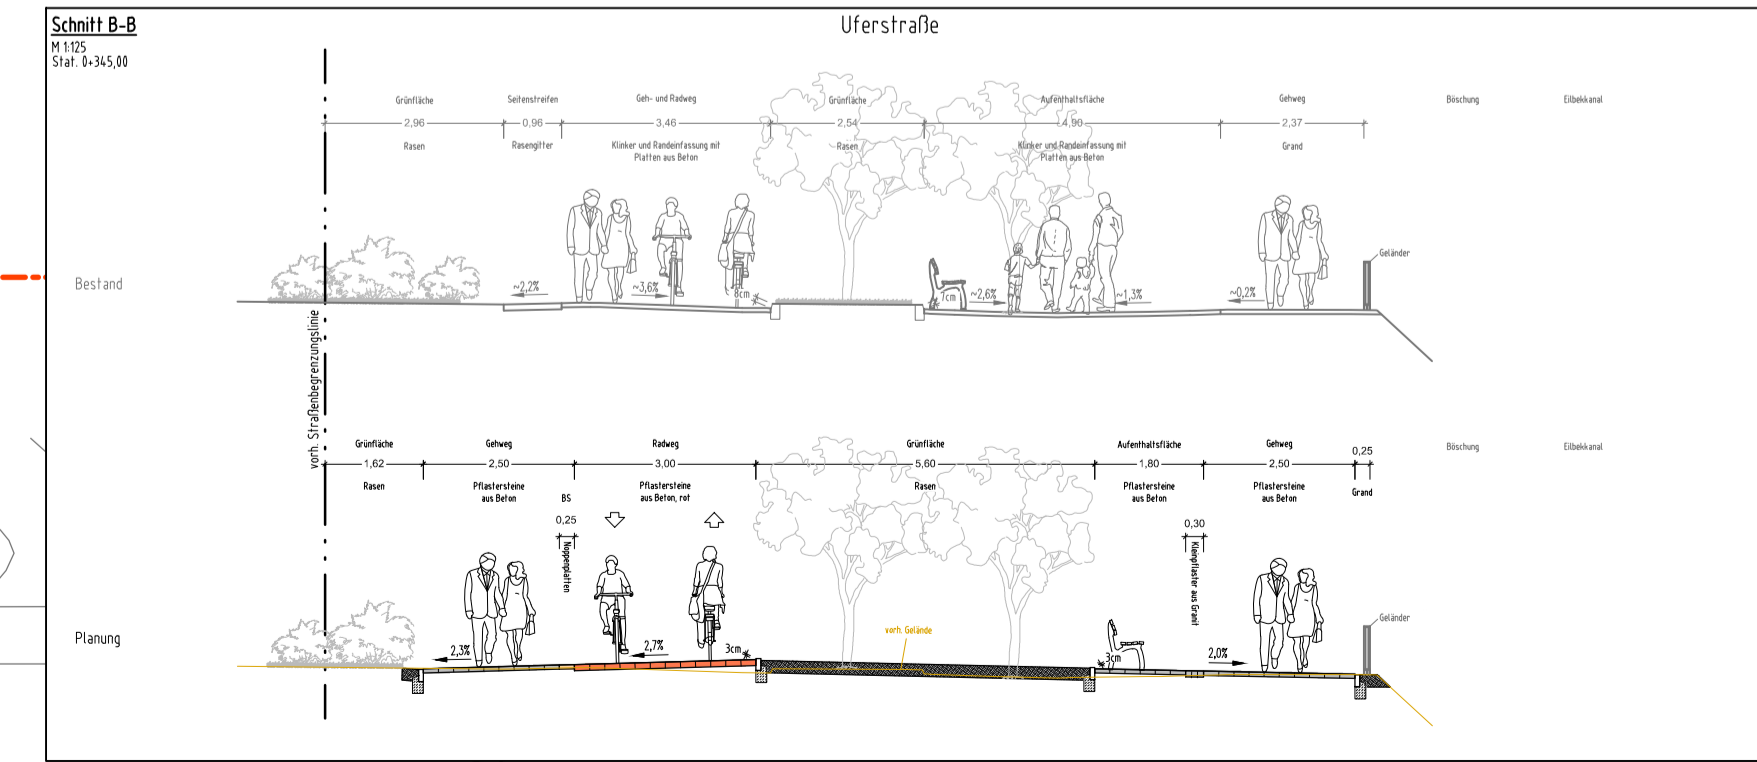 Schnitt B-B
M 1:125
Stat. 0+345,00
Uferstraße
Grünfläche
Seitenstreifen
Geh- und Radweg
Grünfläche
Aufenthaltsfläche
Gehweg
Böschung
Eilbekkanal
2,96
0,96
3,46
2,54
4,90
2,37
Rasen
Rasengitter
Klinker und Randeinfassung mit
Platten aus Beton
Rasen
Klinker und Randeinfassung mit
Platten aus Beton
Grand
Geländer
Bestand
~2,2%
~3,6%
8cm
7cm
~2,6%
~1,3%
~0,2%
vorh. Straßenbegrenzungslinie
Grünfläche
Gehweg
Radweg
Grünfläche
Aufenthaltsfläche
Gehweg
0,25
Böschung
Eilbekkanal
1,62
2,50
3,00
5,60
1,80
2,50
Rasen
Pflastersteine
aus Beton
BS
Pflastersteine
aus Beton, rot
Rasen
Pflastersteine
aus Beton
Pflastersteine
aus Beton
Grand
0,25
Noppenplatten
0,30
Kleinpflaster aus Granit
Geländer
vorh. Gelände
Planung
2,3%
2,7%
3cm
3cm
2,0%